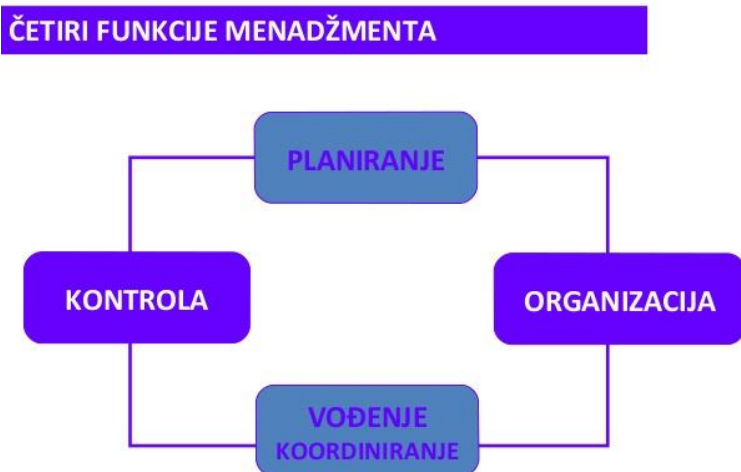 ČETIRI FUNKCIJE MENADŽMENTA
PLANIRANJE
KONTROLA
ORGANIZACIJA
VOĐENJE
KOORDINIRANJE